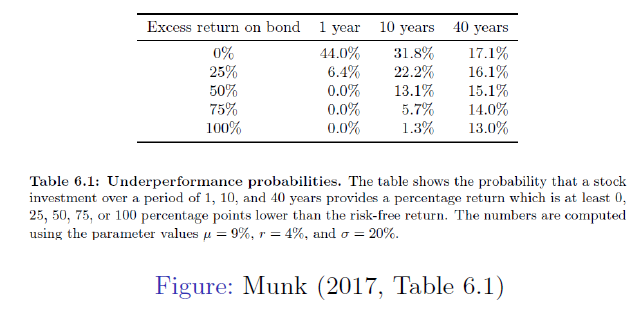 Excess return on bond 1 year 10 years 40 years
0% 44.0% 31.8% 17.1%
25% 6.4% 22.2% 16.1%
50% 0.0% 13.1% 15.1%
75% 0.0% 5.7% 14.0%
100% 0.0% 1.3% 13.0%
Table 6.1: Underperformance probabilities. The table shows the probability that a stock
investment over a period of 1, 10, and 40 years provides a percentage return which is at least 0,
25, 50, 75, or 100 percentage points lower than the risk-free return. The numbers are computed
using the parameter values μ = 9%, r = 4%, and σ = 20%.
Figure: Munk (2017, Table 6.1)